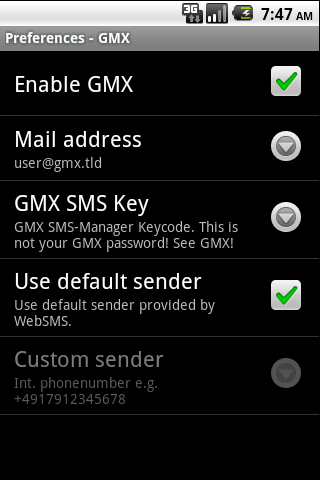 3G 7:47 AM
Preferences - GMX
Enable GMX
Mail address
user@gmx.tld
GMX SMS Key
GMX SMS-Manager Keycode. This is
not your GMX password! See GMX!
Use default sender
Use default sender provided by
WebSMS.
Custom sender
Int. phonenumber e.g.
+4917912345678